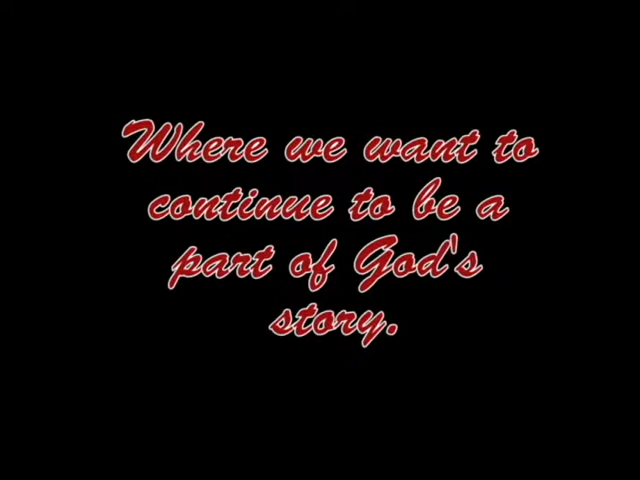 Where we want to
continue to be a
part of God's
story.